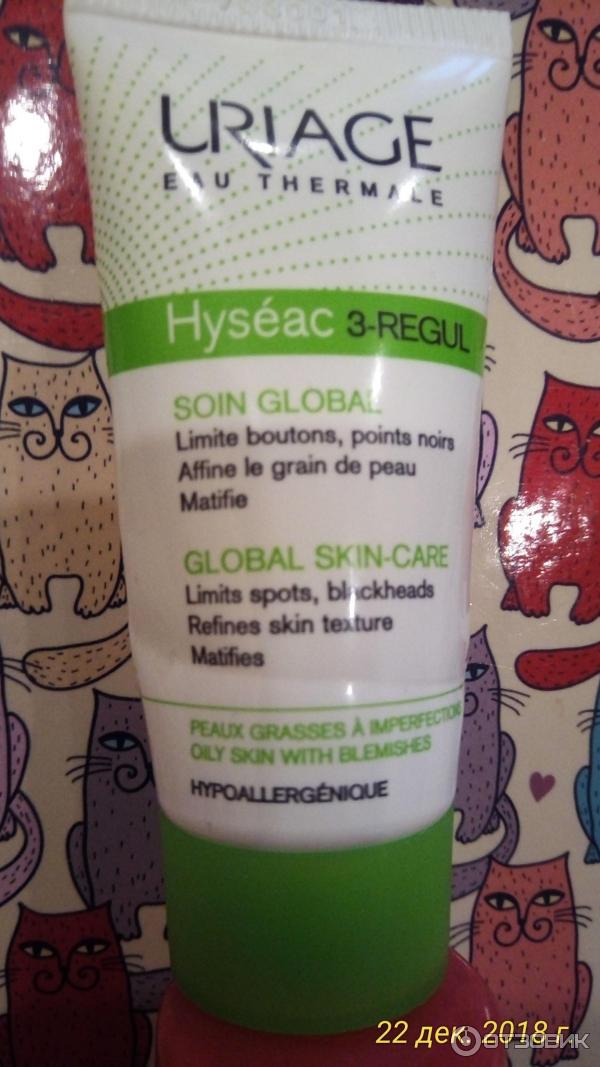 URIAGE
EAU THERMALE
Hyséac 3-REGUL
SOIN GLOBAL
Limite boutons, points noirs
Affine le grain de peau
Matifie
GLOBAL SKIN-CARE
Limits spots, blackheads
Refines skin texture
Matifies
PEAUX GRASSES À IMPERFECTIONS
OILY SKIN WITH BLEMISHES
HYPOALLERGÉNIQUE
22 дек. 2018 г.
ОТЗОВИК